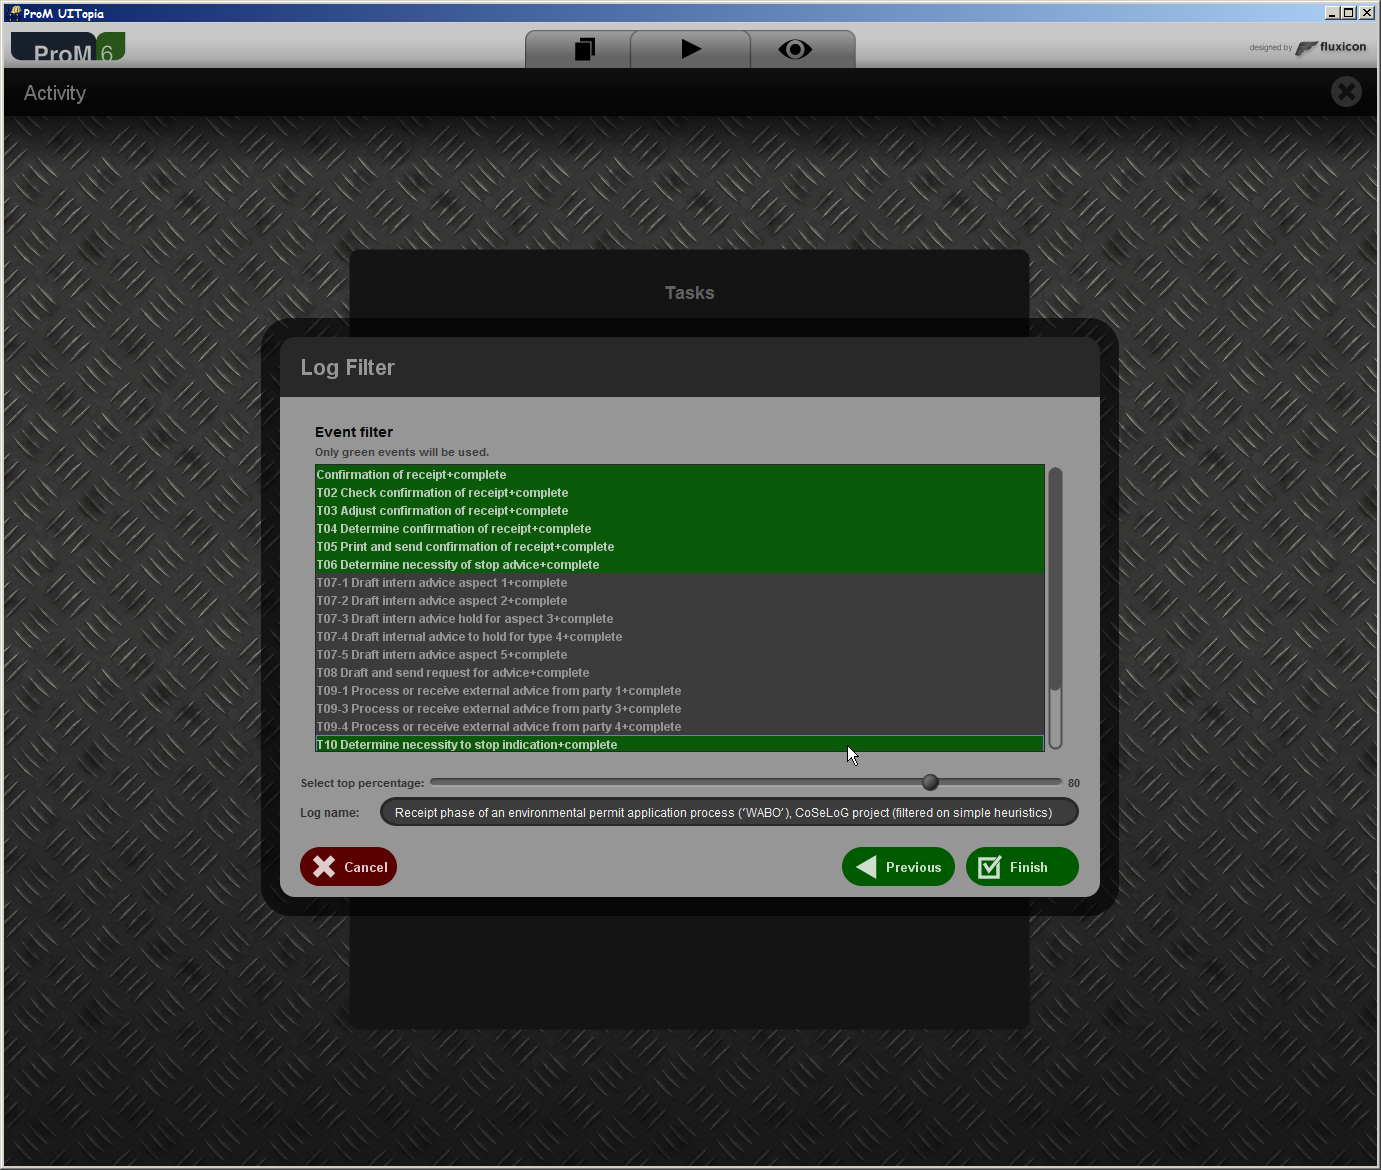 ProM UITopia
ProM 6
designed by fluxicon
Activity
Tasks
Log Filter
Event filter
Only green events will be used.
Confirmation of receipt+complete
T02 Check confirmation of receipt+complete
T03 Adjust confirmation of receipt+complete
T04 Determine confirmation of receipt+complete
T05 Print and send confirmation of receipt+complete
T06 Determine necessity of stop advice+complete
T07-1 Draft intern advice aspect 1+complete
T07-2 Draft intern advice aspect 2+complete
T07-3 Draft intern advice hold for aspect 3+complete
T07-4 Draft internal advice to hold for type 4+complete
T07-5 Draft intern advice aspect 5+complete
T08 Draft and send request for advice+complete
T09-1 Process or receive external advice from party 1+complete
T09-3 Process or receive external advice from party 3+complete
T09-4 Process or receive external advice from party 4+complete
T10 Determine necessity to stop indication+complete
Select top percentage: 80
Log name: Receipt phase of an environmental permit application process (‘WABO’), CoSeLoG project (filtered on simple heuristics)
Cancel Previous Finish